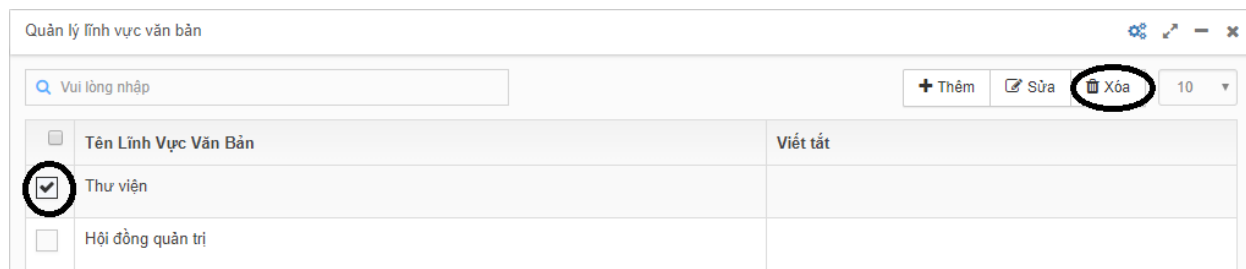 Quản lý lĩnh vực văn bản
Vui lòng nhập
Thêm Sửa Xóa 10
Tên Lĩnh Vực Văn Bản Viết tắt
Thư viện
Hội đồng quản trị